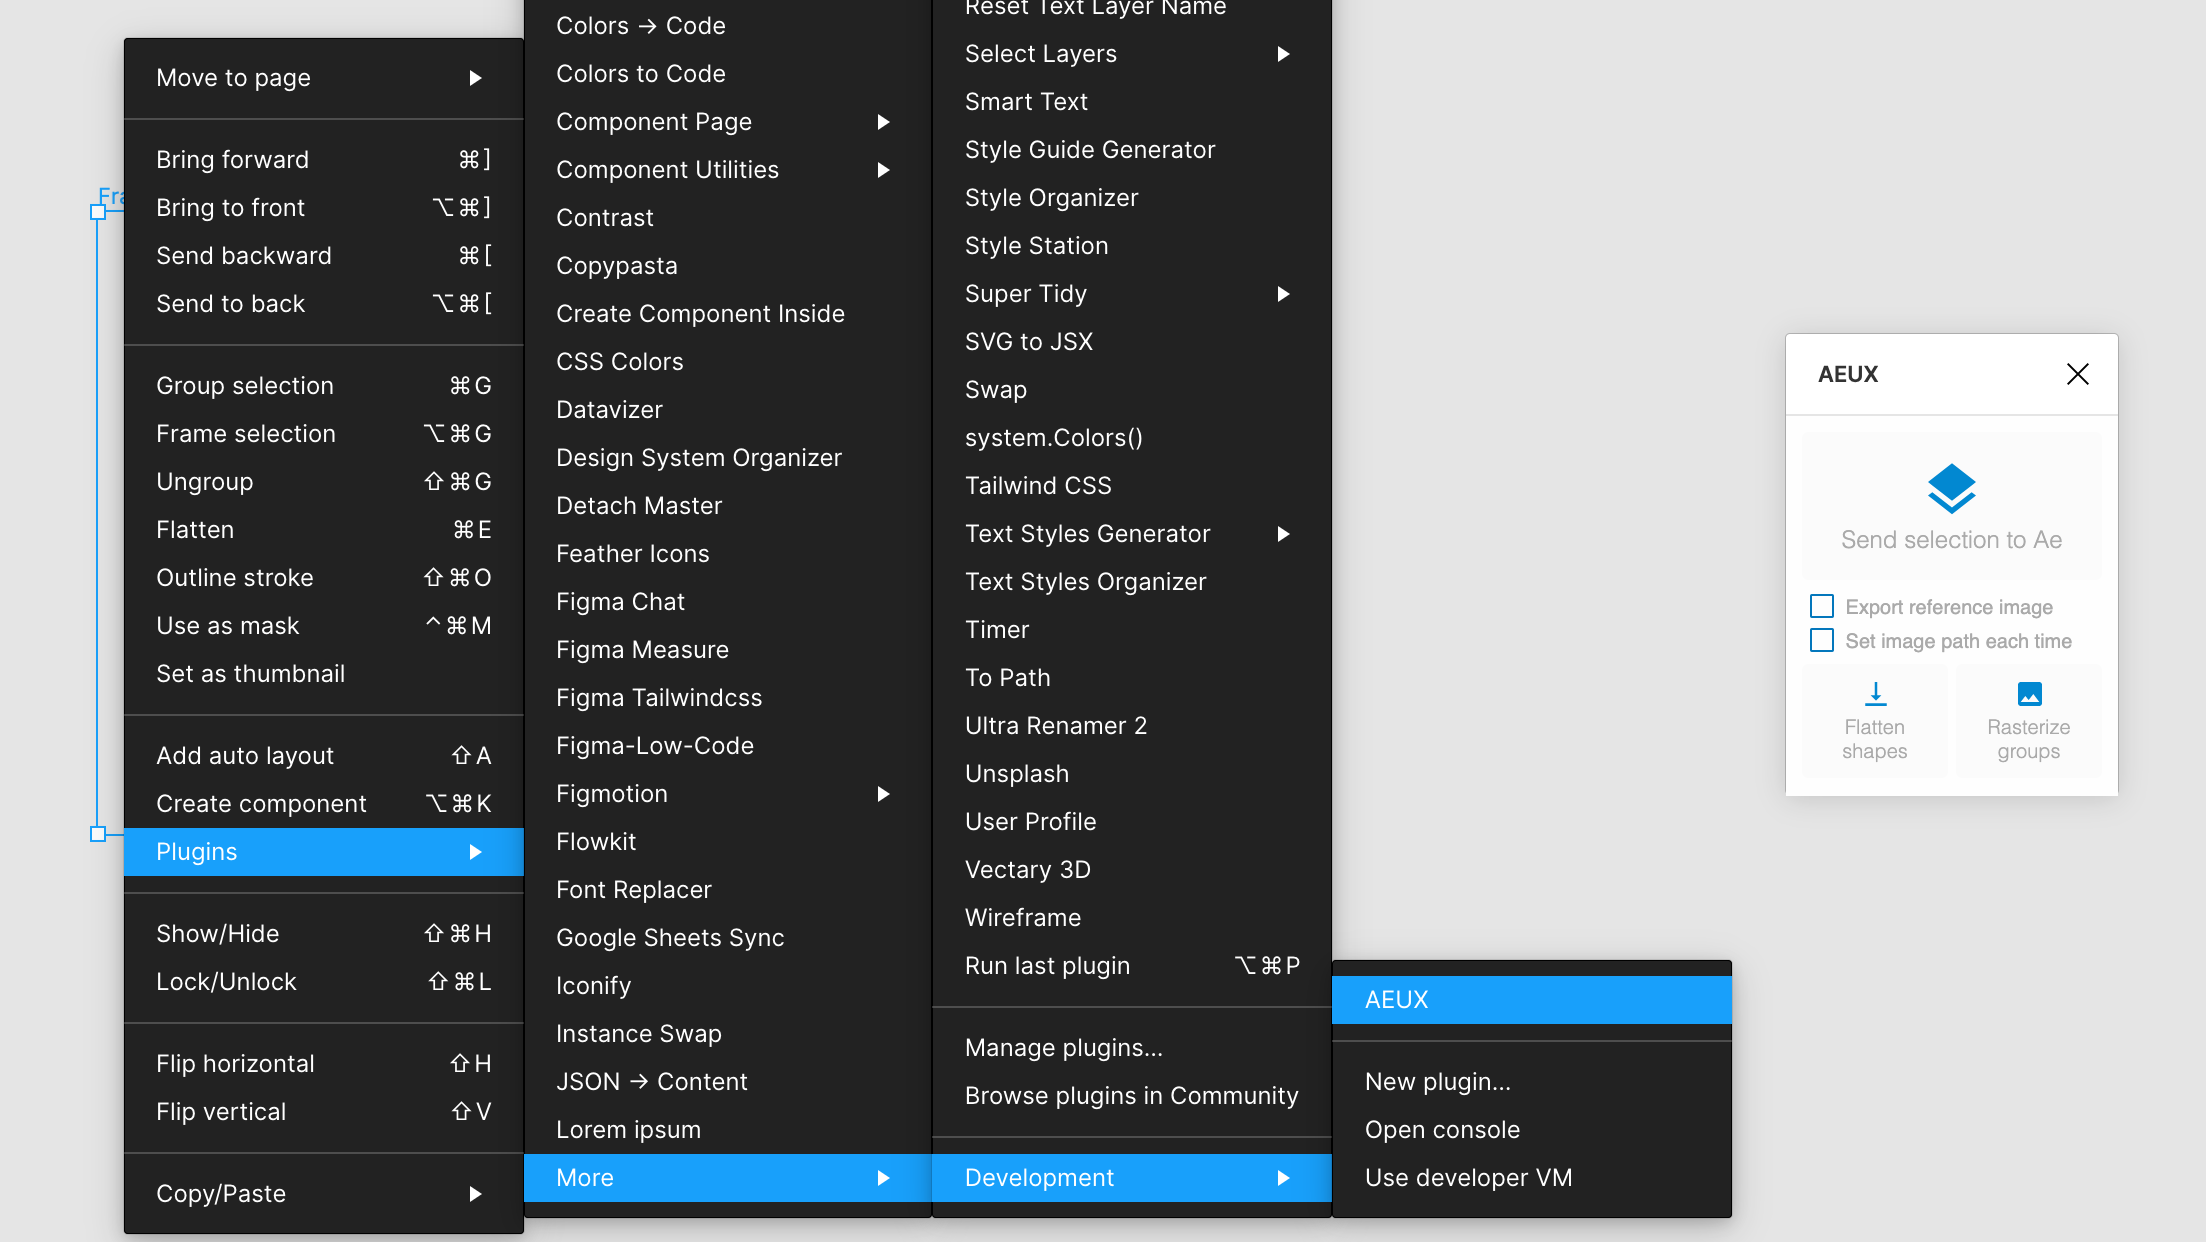 Fra
Move to page
Bring forward ⌘]
Bring to front ⌥⌘]
Send backward ⌘[
Send to back ⌥⌘[
Group selection ⌘G
Frame selection ⌥⌘G
Ungroup ⇧⌘G
Flatten ⌘E
Outline stroke ⇧⌘O
Use as mask ^⌘M
Set as thumbnail
Add auto layout ⇧A
Create component ⌥⌘K
Plugins
Show/Hide ⇧⌘H
Lock/Unlock ⇧⌘L
Flip horizontal ⇧H
Flip vertical ⇧V
Copy/Paste
Colors → Code
Colors to Code
Component Page
Component Utilities
Contrast
Copypasta
Create Component Inside
CSS Colors
Datavizer
Design System Organizer
Detach Master
Feather Icons
Figma Chat
Figma Measure
Figma Tailwindcss
Figma-Low-Code
Figmotion
Flowkit
Font Replacer
Google Sheets Sync
Iconify
Instance Swap
JSON → Content
Lorem ipsum
More
Reset Text Layer Name
Select Layers
Smart Text
Style Guide Generator
Style Organizer
Style Station
Super Tidy
SVG to JSX
Swap
system.Colors()
Tailwind CSS
Text Styles Generator
Text Styles Organizer
Timer
To Path
Ultra Renamer 2
Unsplash
User Profile
Vectary 3D
Wireframe
Run last plugin ⌥⌘P
Manage plugins...
Browse plugins in Community
Development
AEUX
New plugin...
Open console
Use developer VM
AEUX
Send selection to Ae
Export reference image
Set image path each time
Flatten
shapes
Rasterize
groups